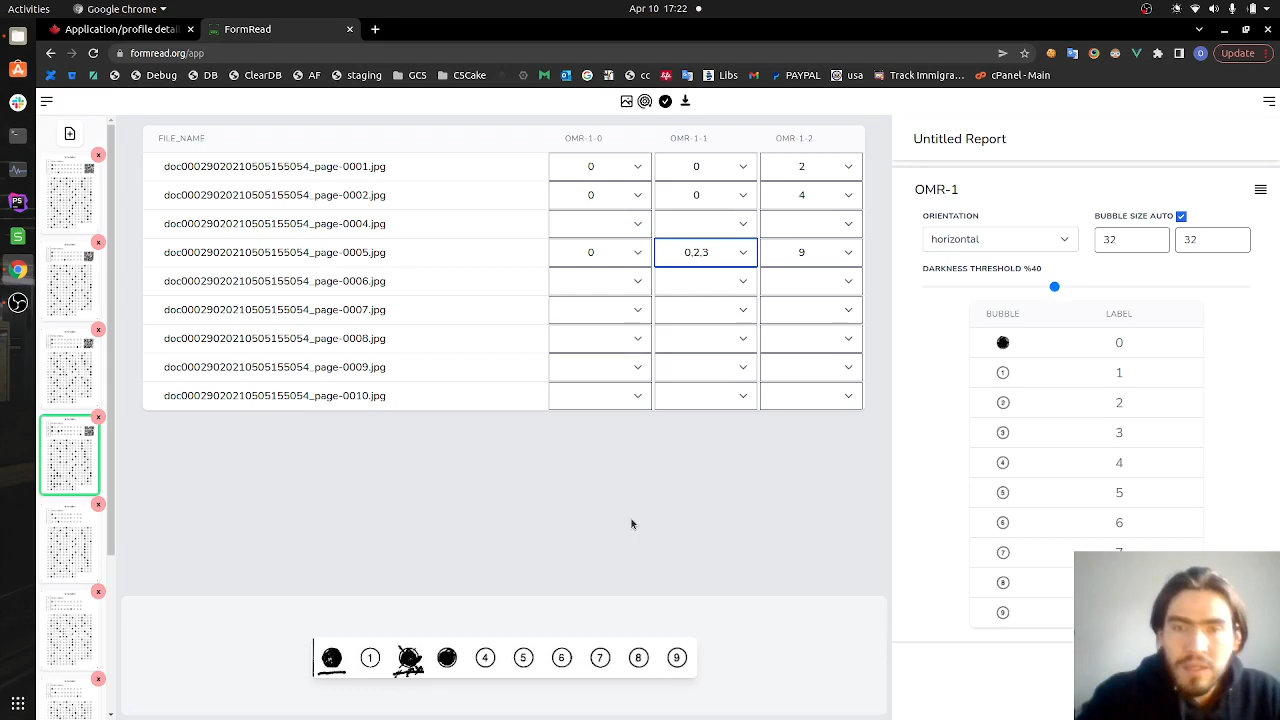 Activities
Google Chrome
Apr 10 17:22
Application/profile detail
FormRead
formread.org/app
Update
Debug
DB
ClearDB
AF
staging
GCS
CScan
cc
Libs
PAYPAL
usa
Track Immigra...
cPanel-Main
FILE_NAME OMR-1-0 OMR-1-1 OMR-1-2
doc00029020210505155054_page-0001.jpg 0 0 2
doc00029020210505155054_page-0002.jpg 0 0 4
doc00029020210505155054_page-0004.jpg
doc00029020210505155054_page-0005.jpg 0 0,2,3 9
doc00029020210505155054_page-0006.jpg
doc00029020210505155054_page-0007.jpg
doc00029020210505155054_page-0008.jpg
doc00029020210505155054_page-0009.jpg
doc00029020210505155054_page-0010.jpg
1 4 5 6 7 8 9
Untitled Report
OMR-1
ORIENTATION BUBBLE SIZE AUTO
horizontal 32 32
DARKNESS THRESHOLD %40
BUBBLE LABEL
0
1 1
2 2
3 3
4 4
5 5
6 6
7
8
9